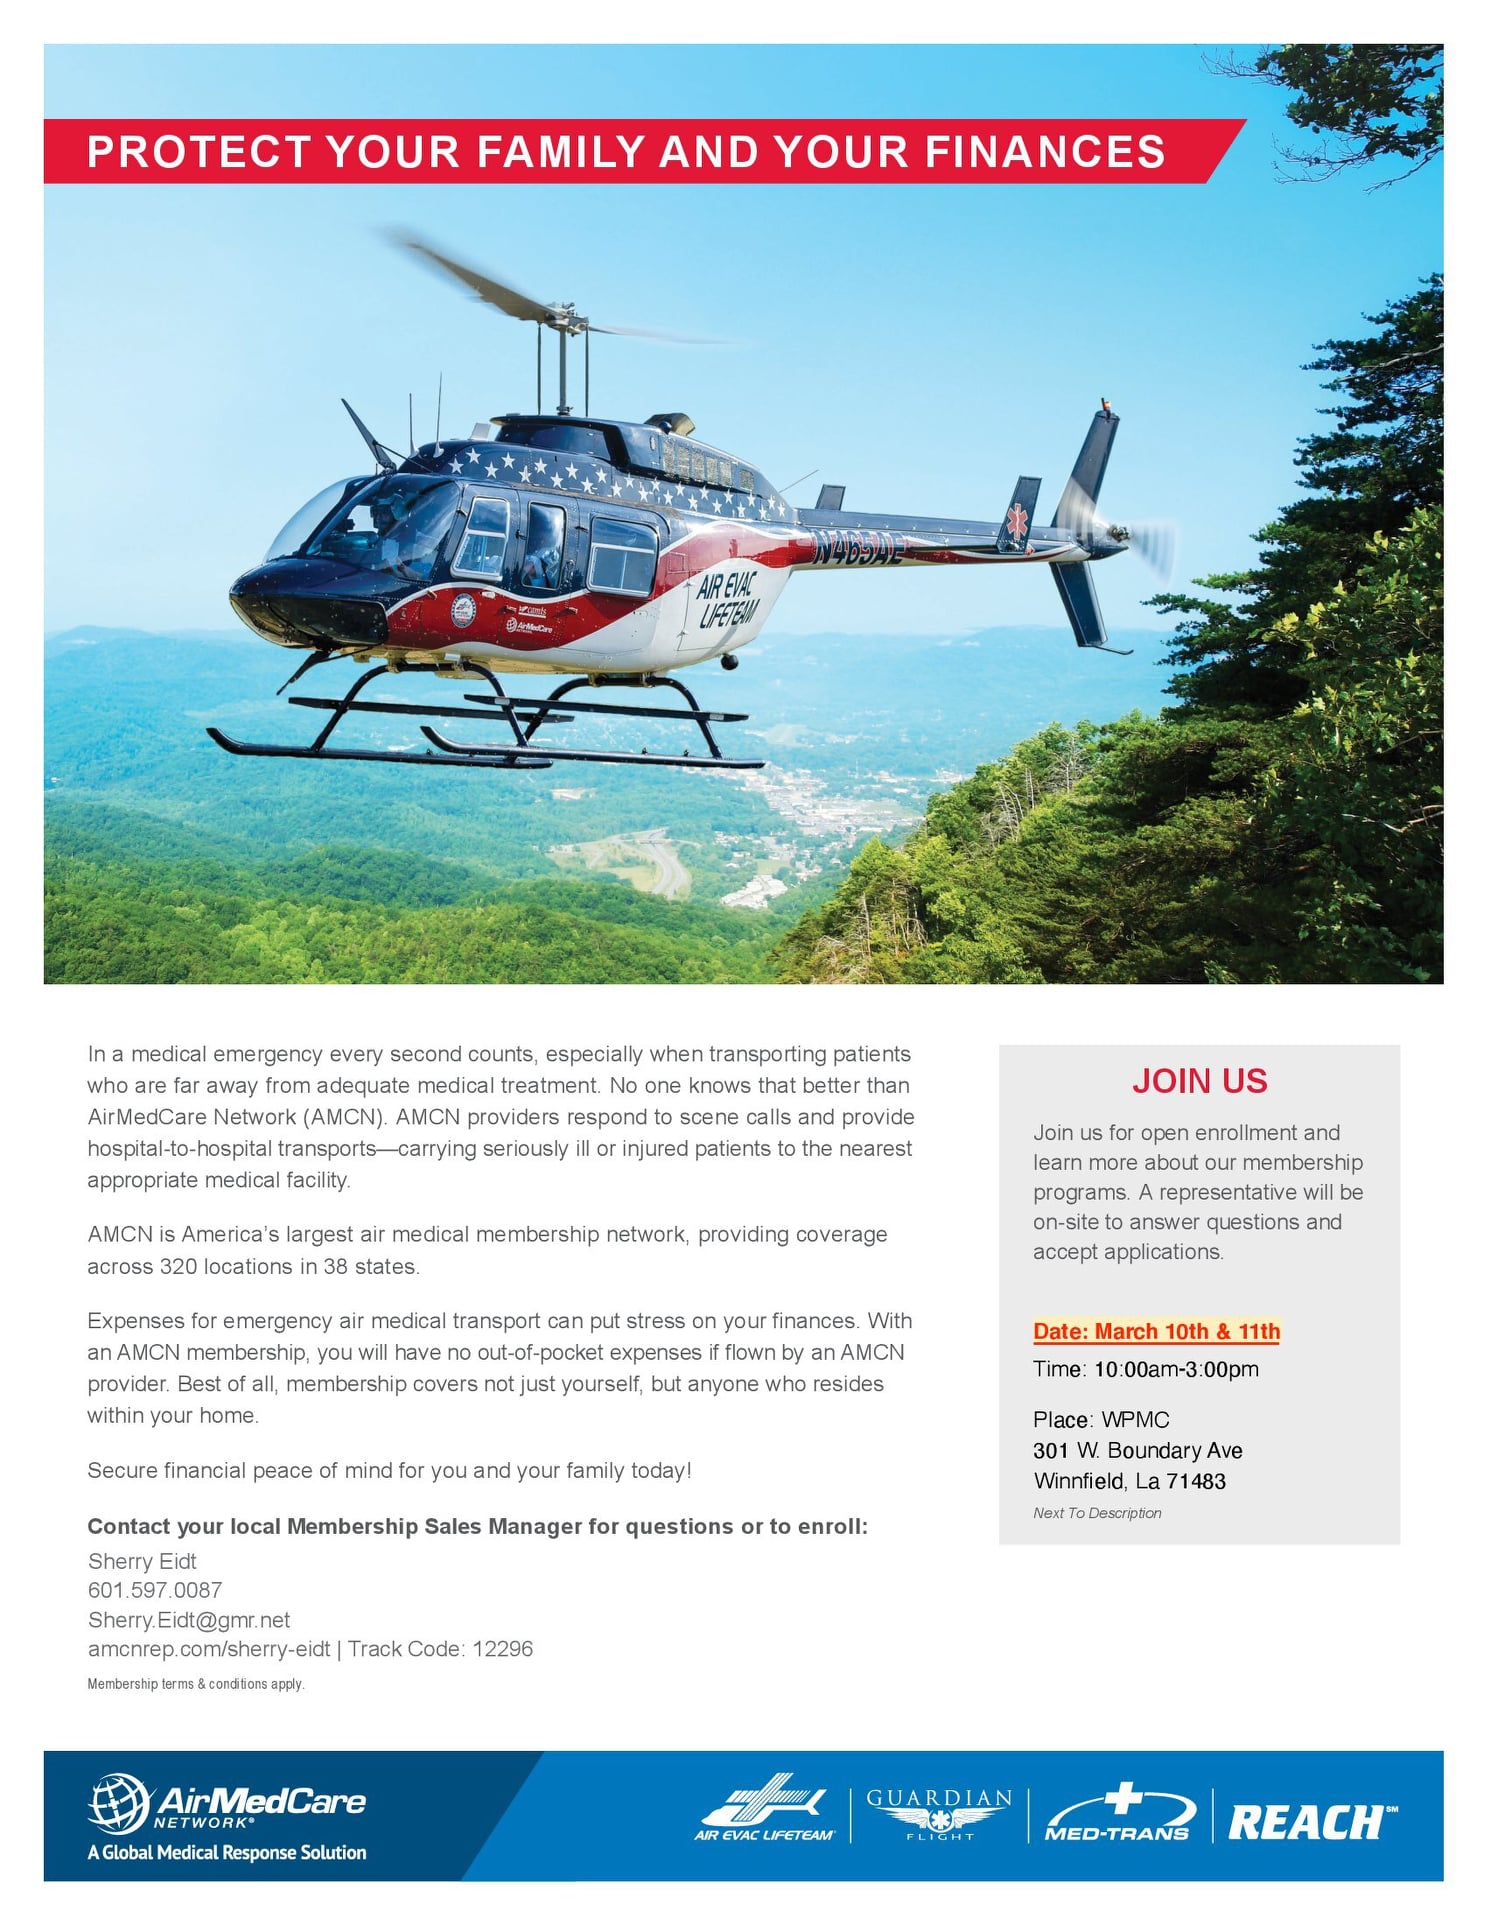 PROTECT YOUR FAMILY AND YOUR FINANCES
N465AE
AIR EVAC
LIFETEAM
camts
AirMedCare
NETWORK
In a medical emergency every second counts, especially when transporting patients
who are far away from adequate medical treatment. No one knows that better than
AirMedCare Network (AMCN). AMCN providers respond to scene calls and provide
hospital-to-hospital transports—carrying seriously ill or injured patients to the nearest
appropriate medical facility.
AMCN is America's largest air medical membership network, providing coverage
across 320 locations in 38 states.
Expenses for emergency air medical transport can put stress on your finances. With
an AMCN membership, you will have no out-of-pocket expenses if flown by an AMCN
provider. Best of all, membership covers not just yourself, but anyone who resides
within your home.
Secure financial peace of mind for you and your family today!
Contact your local Membership Sales Manager for questions or to enroll:
Sherry Eidt
601.597.0087
Sherry.Eidt@gmr.net
amcnrep.com/sherry-eidt | Track Code: 12296
Membership terms & conditions apply.
JOIN US
Join us for open enrollment and
learn more about our membership
programs. A representative will be
on-site to answer questions and
accept applications.
Date: March 10th & 11th
Time: 10:00am-3:00pm
Place: WPMC
301 W. Boundary Ave
Winnfield, La 71483
Next To Description
AirMedCare
NETWORK®
A Global Medical Response Solution
AIR EVAC LIFETEAM
GUARDIAN
FLIGHT
MED-TRANS
REACH℠